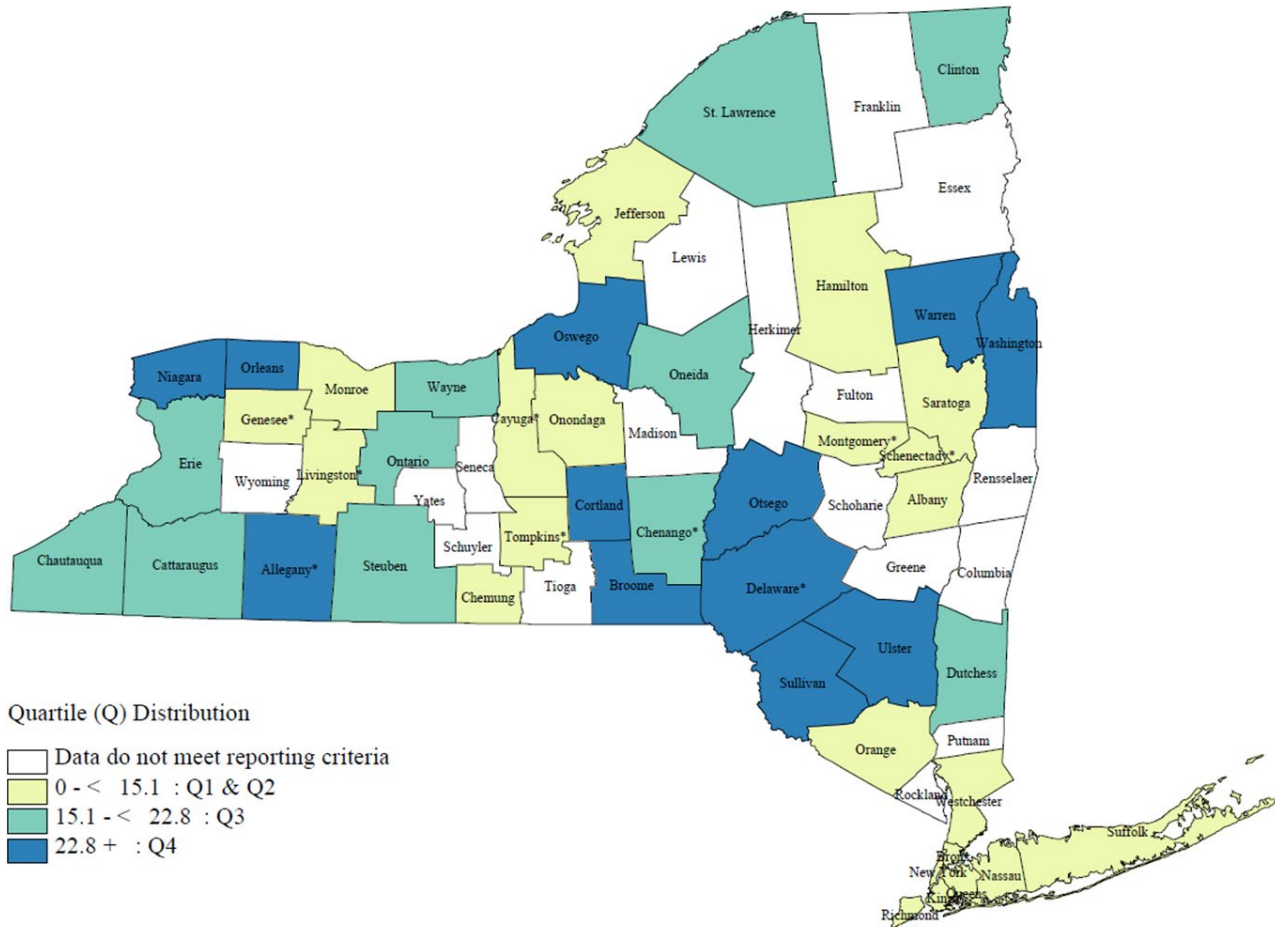 Clinton
Franklin
St. Lawrence
Essex
Jefferson
Lewis
Hamilton
Herkimer
Warren
Washington
Oswego
Oneida
Niagara
Orleans
Monroe
Wayne
Fulton
Saratoga
Genesee*
Cayuga*
Onondaga
Madison
Montgomery*
Schenectady*
Erie
Wyoming
Livingston*
Ontario
Seneca
Yates
Rensselaer
Albany
Schoharie
Otsego
Cortland
Chenango*
Tompkins*
Schuyler
Chautauqua
Cattaraugus
Allegany*
Steuben
Chemung
Tioga
Broome
Delaware*
Greene
Columbia
Ulster
Sullivan
Dutchess
Putnam
Orange
Rockland
Westchester
Suffolk
Bronx
New York
Nassau
Queens
Kings
Richmond
Quartile (Q) Distribution
Data do not meet reporting criteria
0 - < 15.1 : Q1 & Q2
15.1 - < 22.8 : Q3
22.8 + : Q4